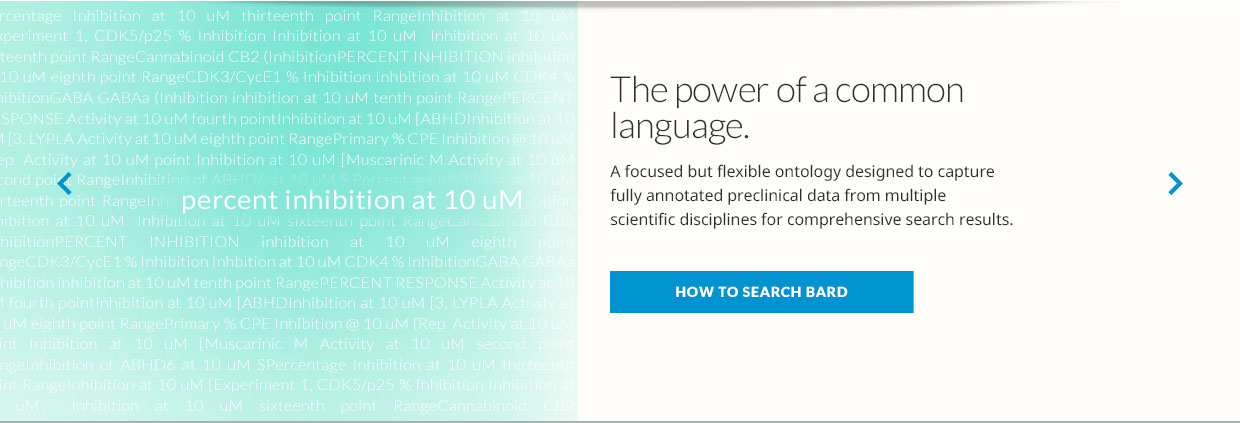 rcentage Inhibition at 10 uM thirteenth point RangeInhibition at 10 uM
xperiment 1, CDK5/p25 % Inhibition Inhibition at 10 uM Inhibition at 10 uM
teenth point RangeCannabinoid CB2 (InhibitionPERCENT INHIBITION inhibition
10 uM eighth point RangeCDK3/CycE1 % Inhibition Inhbition at 10 uM CDK4 %
hibitionGABA GABAa (Inhibition inhibition at 10 uM tenth point RangePERCENT
SPONSE Activity at 10 uM fourth pointInhibition at 10 uM [ABHDInhibition at 10
M [3, LYPLA Activity at 10 uM eighth point RangePrimary % CPE Inhibition @ 10 uM
ep Activity at 10 uM point Inhibition at 10 uM [Muscarinic M Activity at 10 uM
cond point RangeInhibition of ABHD6 at 10 uM S Percentage Inhibition at 10 uM
irteenth point RangeInhi
percent inhibition at 10 uM
ibition
hibition at 10 uM Inhibition at 10 uM sixteenth point RangeCannabinoid CB2
hibitionPERCENT INHIBITION inhibition at 10 uM eighth point
ngeCDK3/CycE1 % Inhibition Inhbition at 10 uM CDK4 % InhibitionGABA GABAa
hibition inhibition at 10 uM tenth point RangePERCENT RESPONSE Activity at 10
M fourth pointInhibition at 10 uM [ABHDInhibition at 10 uM [3, LYPLA Activity at
uM eighth point RangePrimary % CPE Inhibition @ 10 uM (Rep Activity at 10 uM
int Inhibition at 10 uM [Muscarinic M Activity at 10 uM second point
ngeInhibition of ABHD6 at 10 uM SPercentage Inhibition at 10 uM thirteenth
int RangeInhibition at 10 uM [Experiment 1, CDK5/p25 % Inhibition Inhibition at
uM Inhibition at 10 uM sixteenth point RangeCannabinoid CB2
The power of a common
language.
A focused but flexible ontology designed to capture
fully annotated preclinical data from multiple
scientific disciplines for comprehensive search results.
HOW TO SEARCH BARD